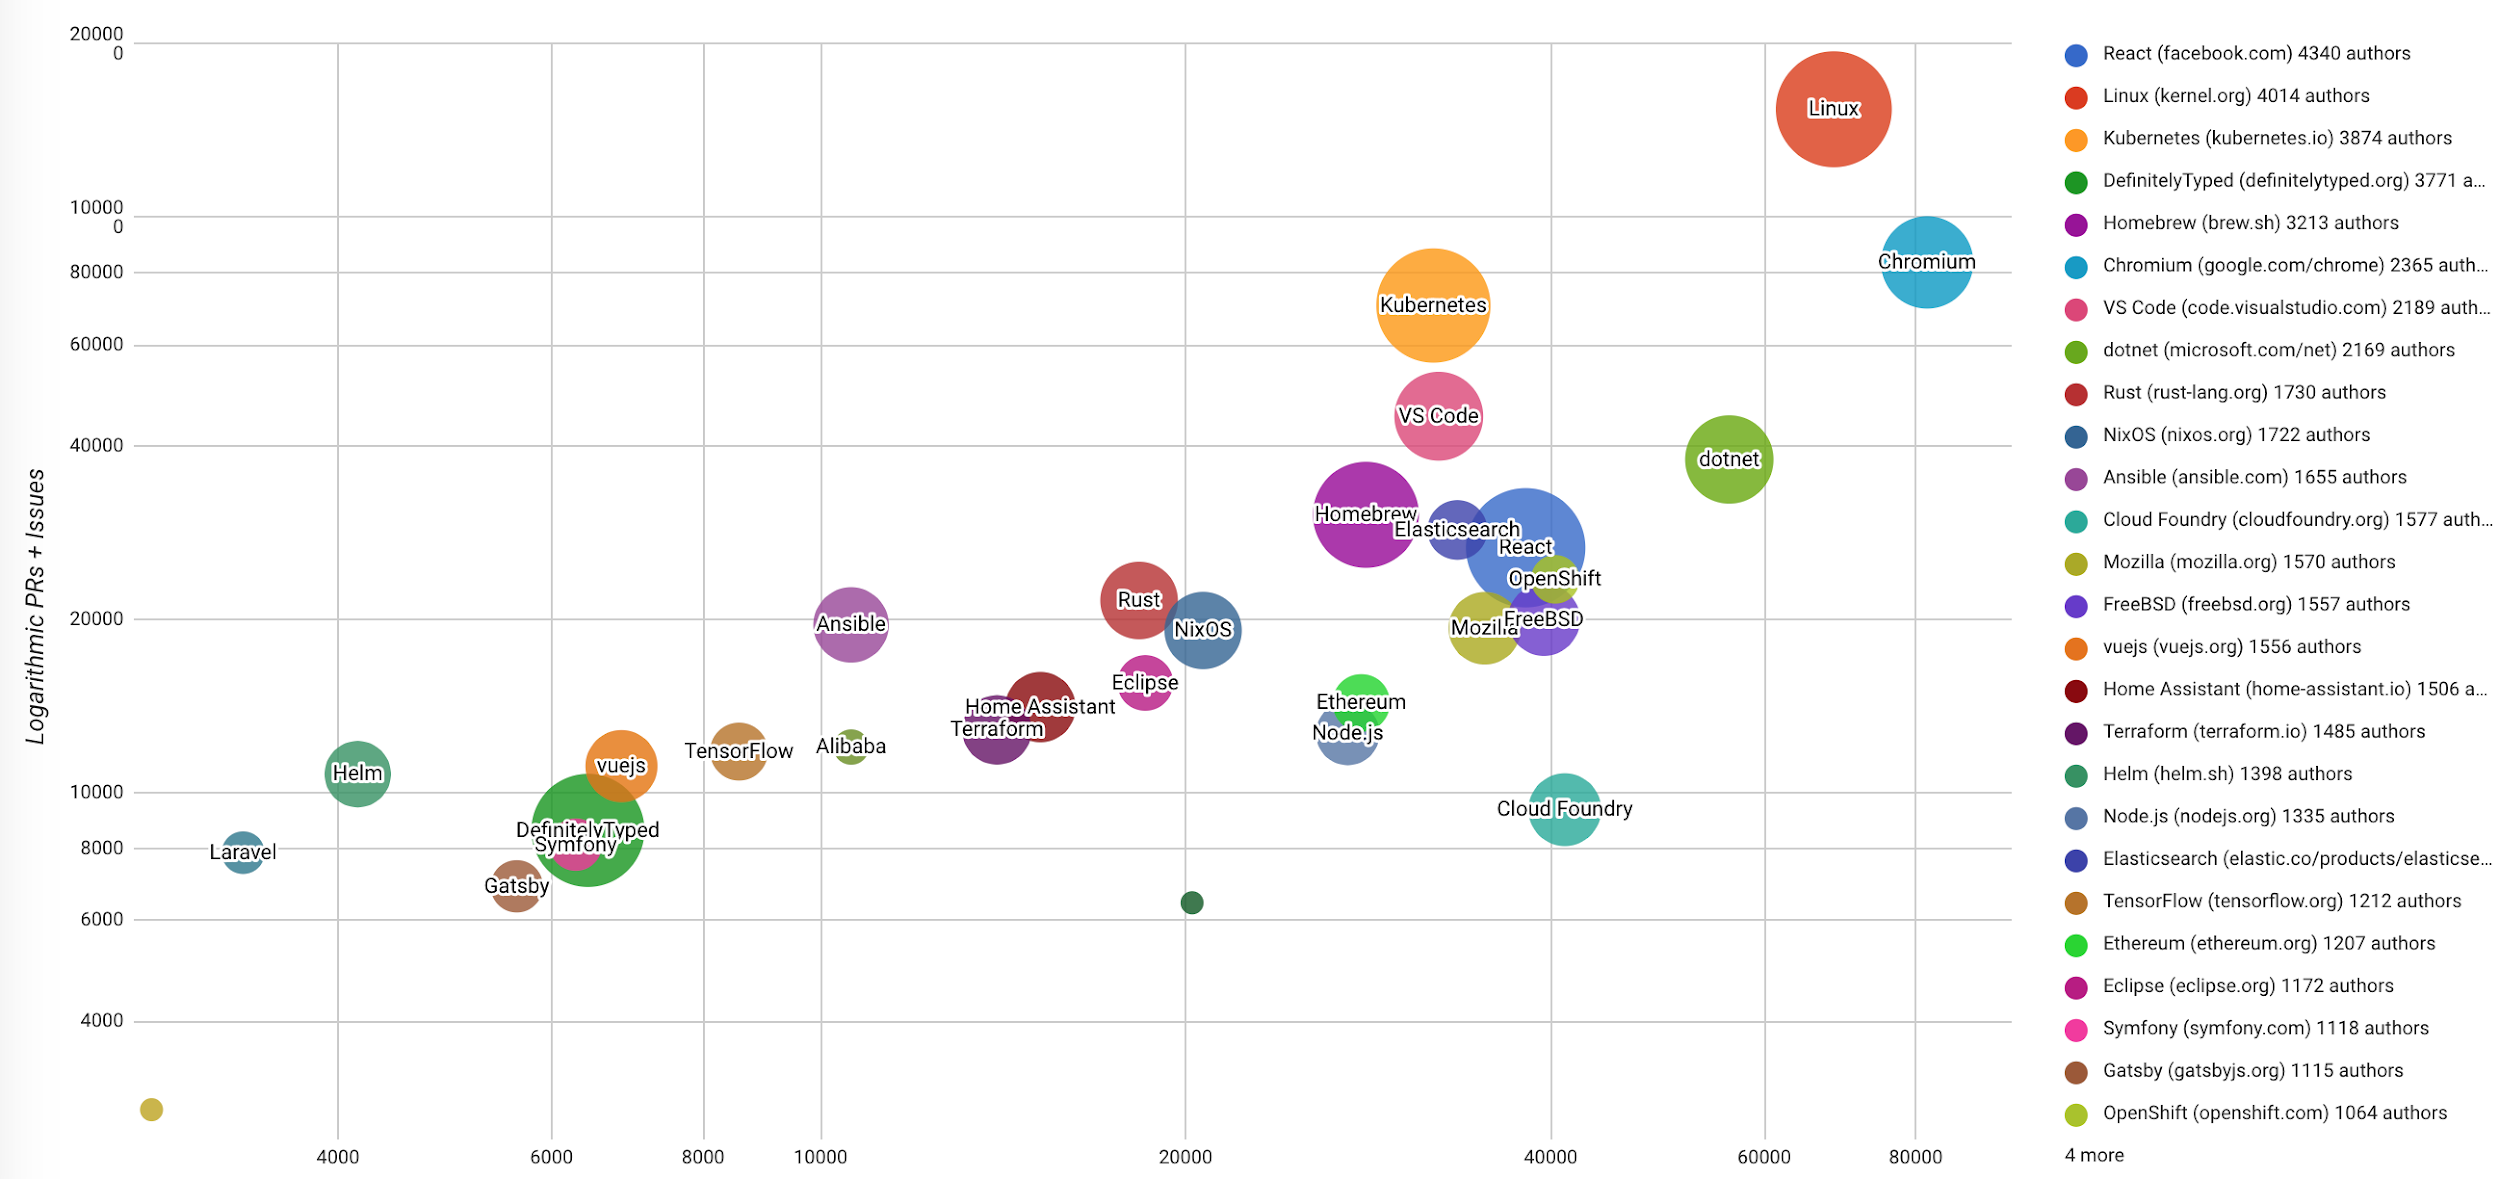 20000
0
10000
0
80000
60000
40000
20000
10000
8000
6000
4000
Logarithmic PRs + Issues
Linux
Chromium
Kubernetes
VS Code
dotnet
Homebrew
Elasticsearch
React
OpenShift
Rust
Ansible
NixOS
Mozilla
FreeBSD
Eclipse
Ethereum
Home Assistant
Terraform
Node.js
Alibaba
TensorFlow
vuejs
Helm
Cloud Foundry
DefinitelyTyped
Symfony
Laravel
Gatsby
4000
6000
8000
10000
20000
40000
60000
80000
React (facebook.com) 4340 authors
Linux (kernel.org) 4014 authors
Kubernetes (kubernetes.io) 3874 authors
DefinitelyTyped (definitelytyped.org) 3771 a...
Homebrew (brew.sh) 3213 authors
Chromium (google.com/chrome) 2365 auth...
VS Code (code.visualstudio.com) 2189 auth...
dotnet (microsoft.com/net) 2169 authors
Rust (rust-lang.org) 1730 authors
NixOS (nixos.org) 1722 authors
Ansible (ansible.com) 1655 authors
Cloud Foundry (cloudfoundry.org) 1577 auth...
Mozilla (mozilla.org) 1570 authors
FreeBSD (freebsd.org) 1557 authors
vuejs (vuejs.org) 1556 authors
Home Assistant (home-assistant.io) 1506 a...
Terraform (terraform.io) 1485 authors
Helm (helm.sh) 1398 authors
Node.js (nodejs.org) 1335 authors
Elasticsearch (elastic.co/products/elasticse...
TensorFlow (tensorflow.org) 1212 authors
Ethereum (ethereum.org) 1207 authors
Eclipse (eclipse.org) 1172 authors
Symfony (symfony.com) 1118 authors
Gatsby (gatsbyjs.org) 1115 authors
OpenShift (openshift.com) 1064 authors
4 more